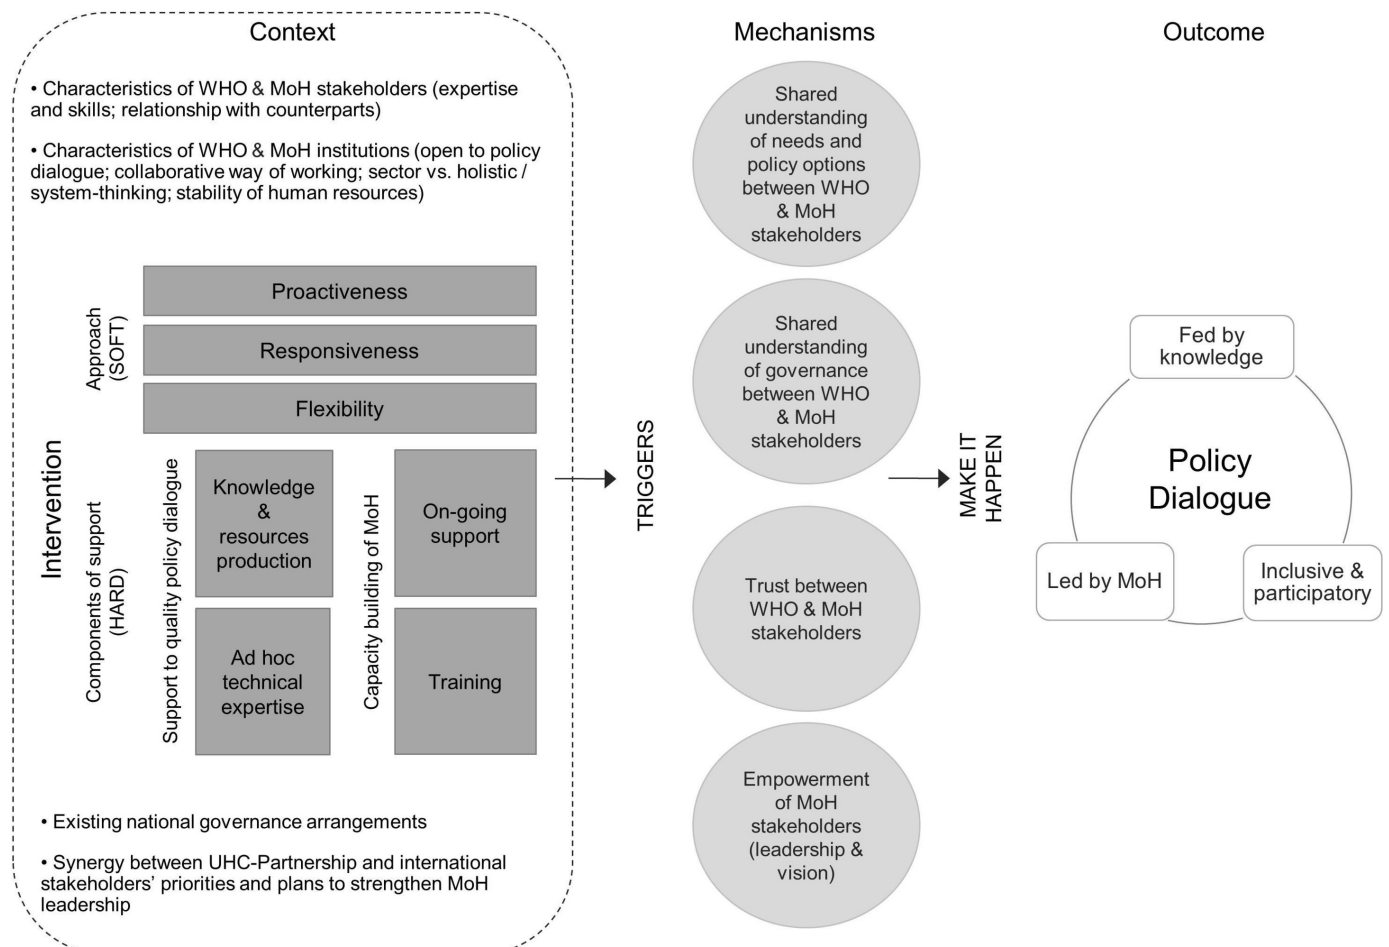 Context
• Characteristics of WHO & MoH stakeholders (expertise
and skills; relationship with counterparts)
• Characteristics of WHO & MoH institutions (open to policy
dialogue; collaborative way of working; sector vs. holistic /
system-thinking; stability of human resources)
Intervention
Approach
(SOFT)
Proactiveness
Responsiveness
Flexibility
Components of support
(HARD)
Support to quality policy dialogue
Knowledge
&
resources
production
Ad hoc
technical
expertise
Capacity building of MoH
On-going
support
Training
• Existing national governance arrangements
• Synergy between UHC-Partnership and international
stakeholders’ priorities and plans to strengthen MoH
leadership
TRIGGERS
Mechanisms
Shared
understanding
of needs and
policy options
between WHO
& MoH
stakeholders
Shared
understanding
of governance
between WHO
& MoH
stakeholders
Trust between
WHO & MoH
stakeholders
Empowerment
of MoH
stakeholders
(leadership &
vision)
MAKE IT
HAPPEN
Outcome
Fed by
knowledge
Policy
Dialogue
Led by MoH
Inclusive &
participatory